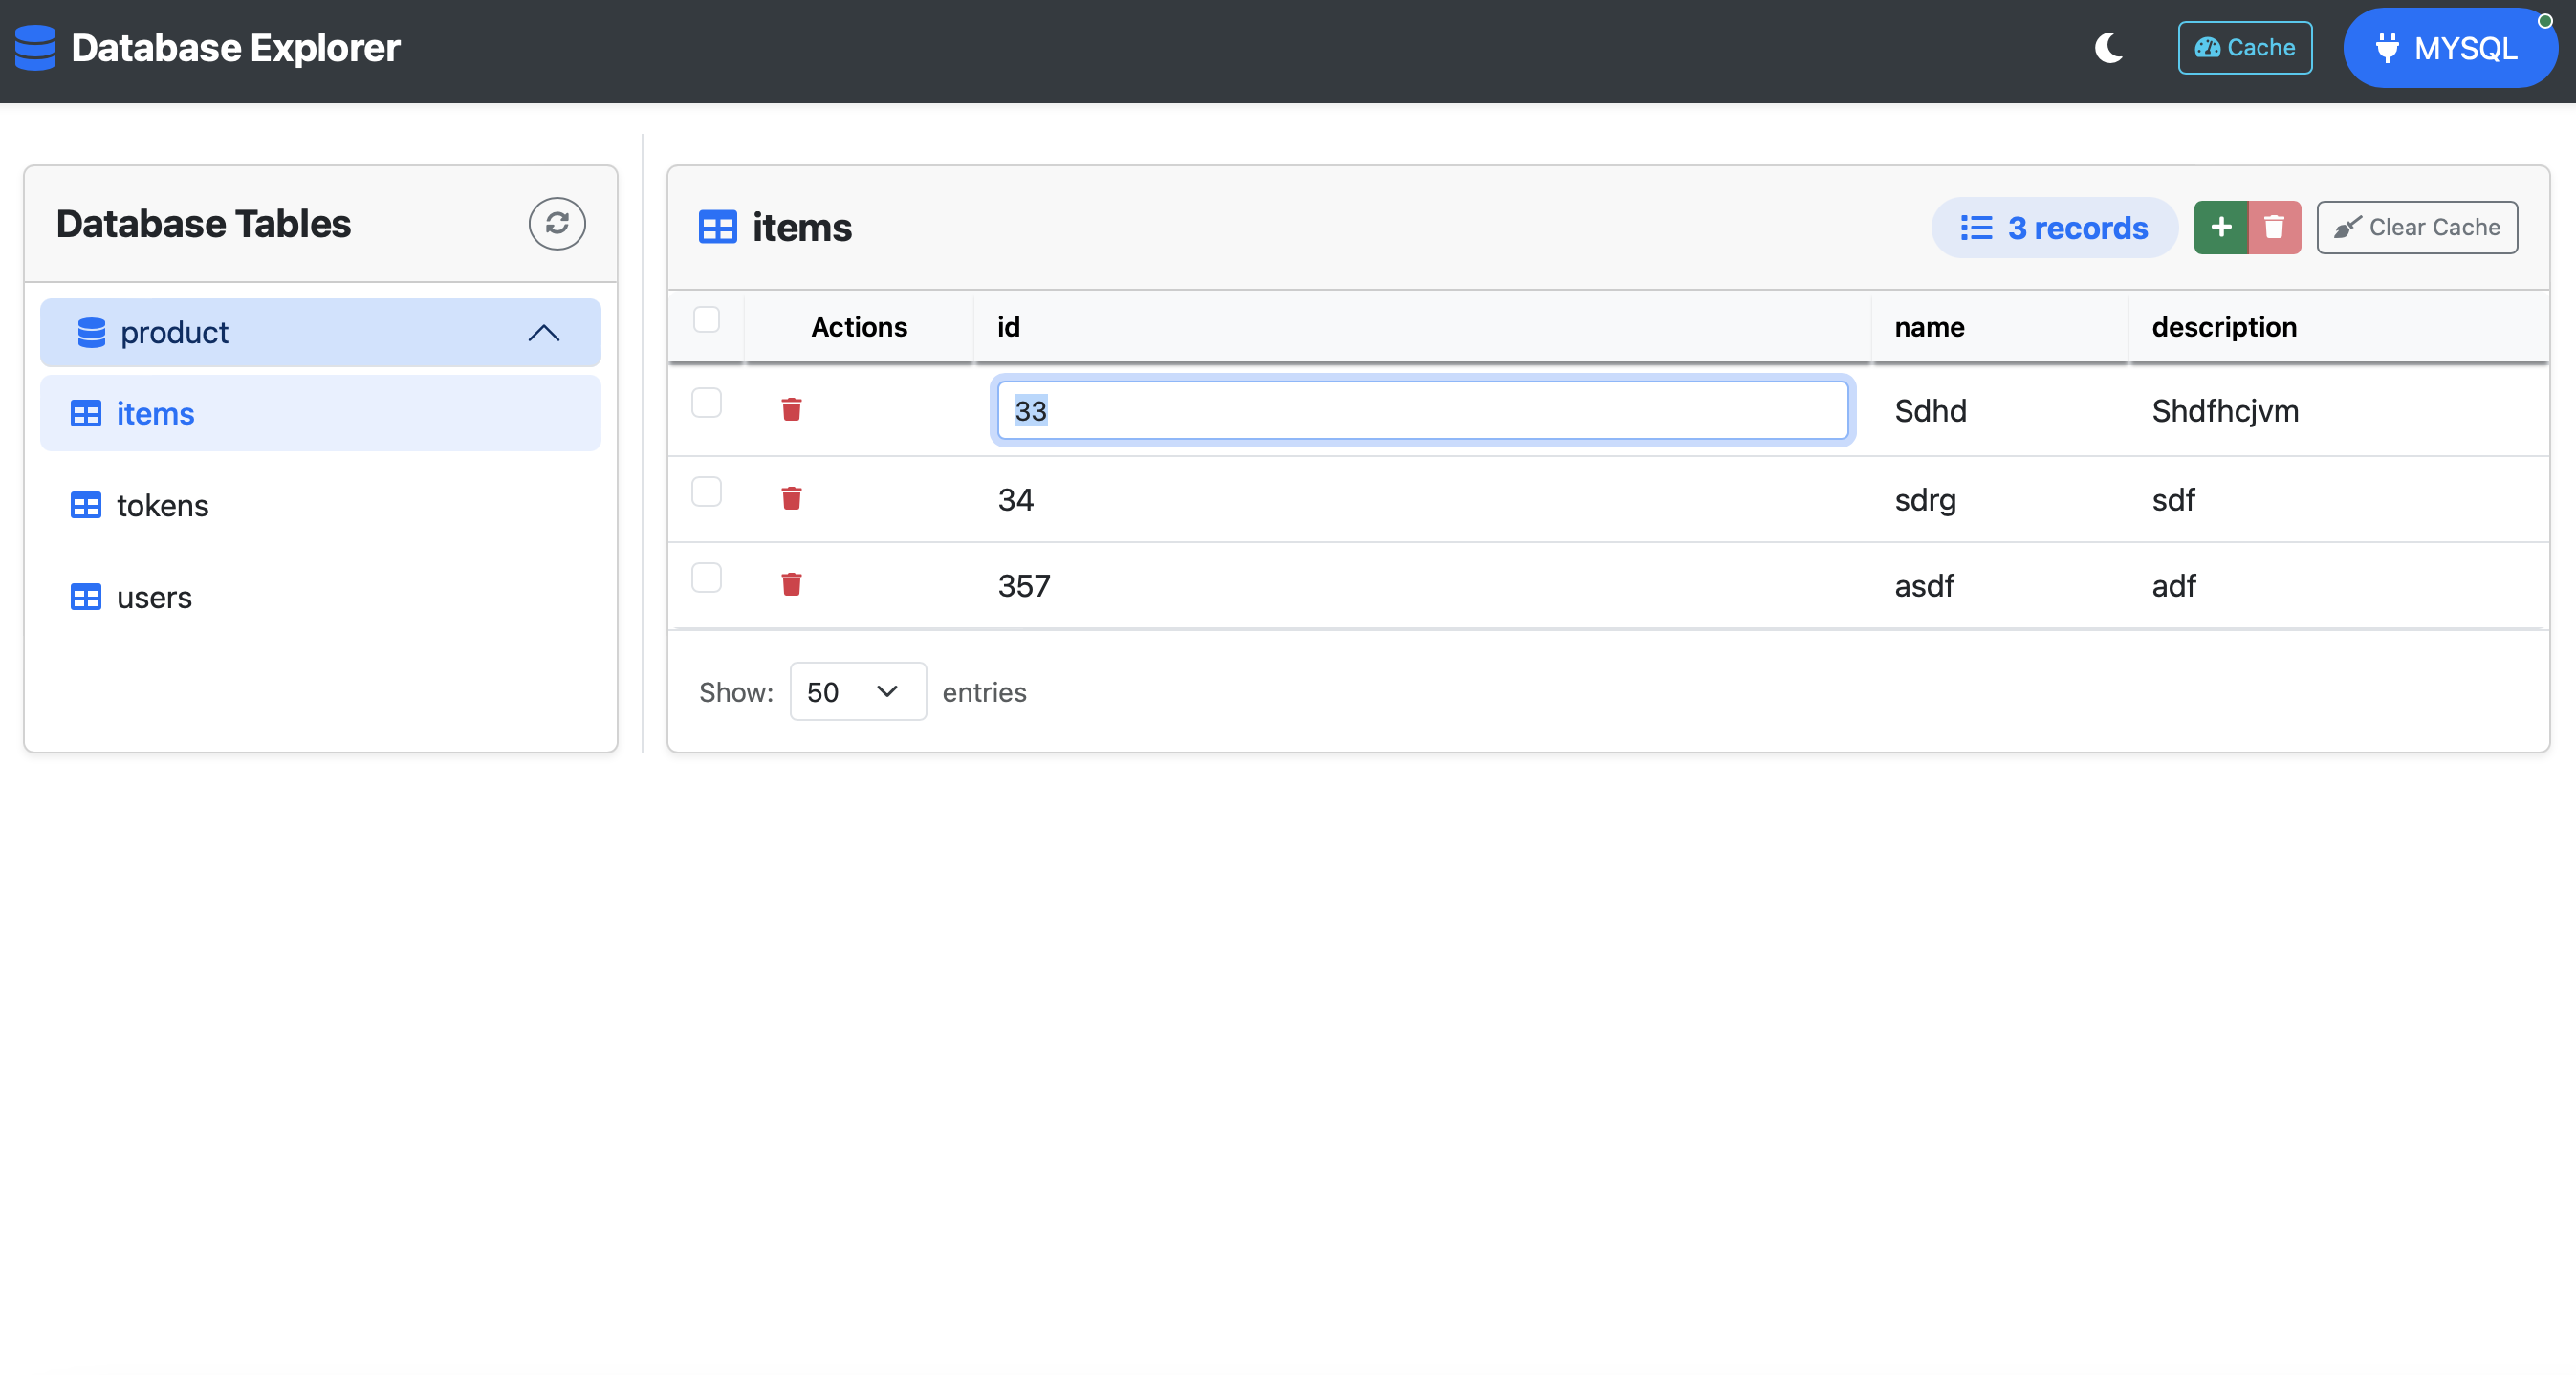 Database Explorer
Cache
MYSQL
Database Tables
product
items
tokens
users
items
3 records
Clear Cache
Actions id name description
33 Sdhd Shdfhcjvm
34 sdrg sdf
357 asdf adf
Show: 50 entries